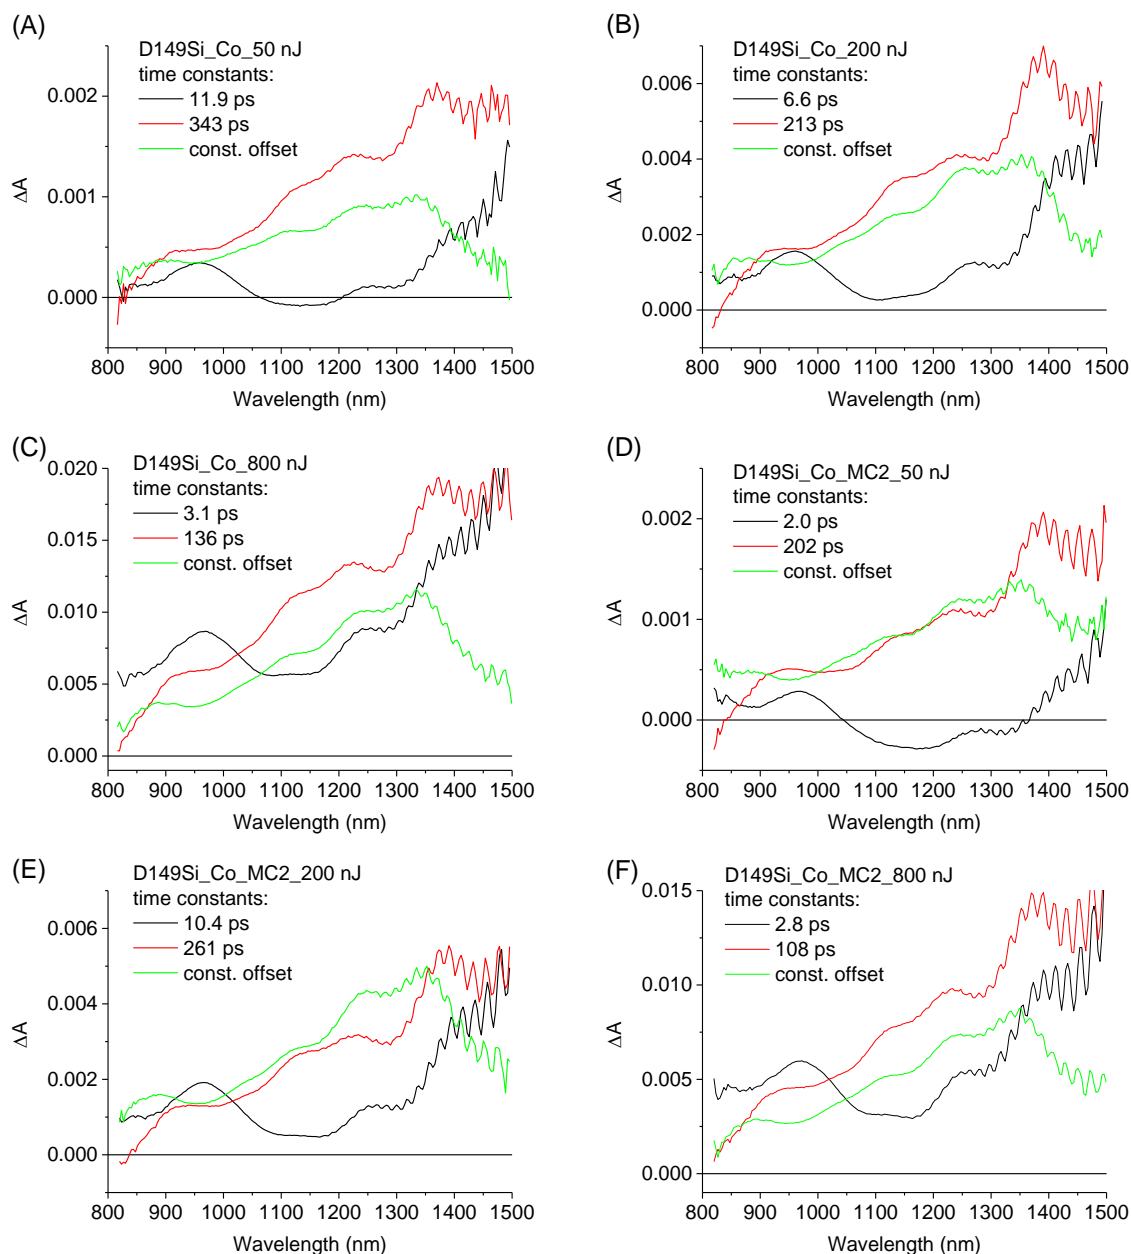 (A)
D149Si_Co_50 nJ
time constants:
11.9 ps
343 ps
const. offset
0.002
0.001
0.000
ΔA
800 900 1000 1100 1200 1300 1400 1500
Wavelength (nm)
(B)
D149Si_Co_200 nJ
time constants:
6.6 ps
213 ps
const. offset
0.006
0.004
0.002
0.000
ΔA
800 900 1000 1100 1200 1300 1400 1500
Wavelength (nm)
(C)
D149Si_Co_800 nJ
time constants:
3.1 ps
136 ps
const. offset
0.020
0.015
0.010
0.005
0.000
ΔA
800 900 1000 1100 1200 1300 1400 1500
Wavelength (nm)
(D)
D149Si_Co_MC2_50 nJ
time constants:
2.0 ps
202 ps
const. offset
0.002
0.001
0.000
ΔA
800 900 1000 1100 1200 1300 1400 1500
Wavelength (nm)
(E)
D149Si_Co_MC2_200 nJ
time constants:
10.4 ps
261 ps
const. offset
0.006
0.004
0.002
0.000
ΔA
800 900 1000 1100 1200 1300 1400 1500
Wavelength (nm)
(F)
D149Si_Co_MC2_800 nJ
time constants:
2.8 ps
108 ps
const. offset
0.015
0.010
0.005
0.000
ΔA
800 900 1000 1100 1200 1300 1400 1500
Wavelength (nm)